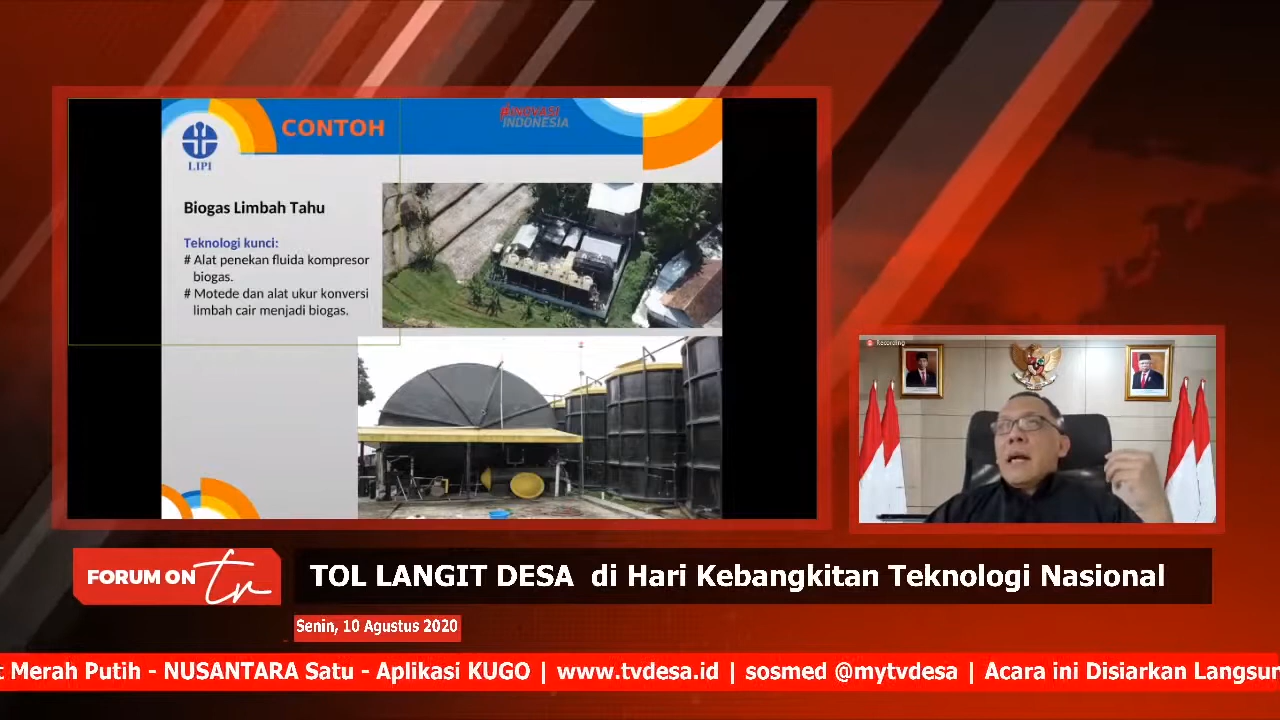 CONTOH
#INOVASI
INDONESIA
LIPI
Biogas Limbah Tahu
Teknologi kunci:
# Alat penekan fluida kompresor
biogas.
# Motede dan alat ukur konversi
limbah cair menjadi biogas.
Recording
FORUM ON tv
TOL LANGIT DESA di Hari Kebangkitan Teknologi Nasional
Senin, 10 Agustus 2020
Merah Putih - NUSANTARA Satu - Aplikasi KUGO | www.tvdesa.id | sosmed @mytvdesa | Acara ini Disiarkan Langsun